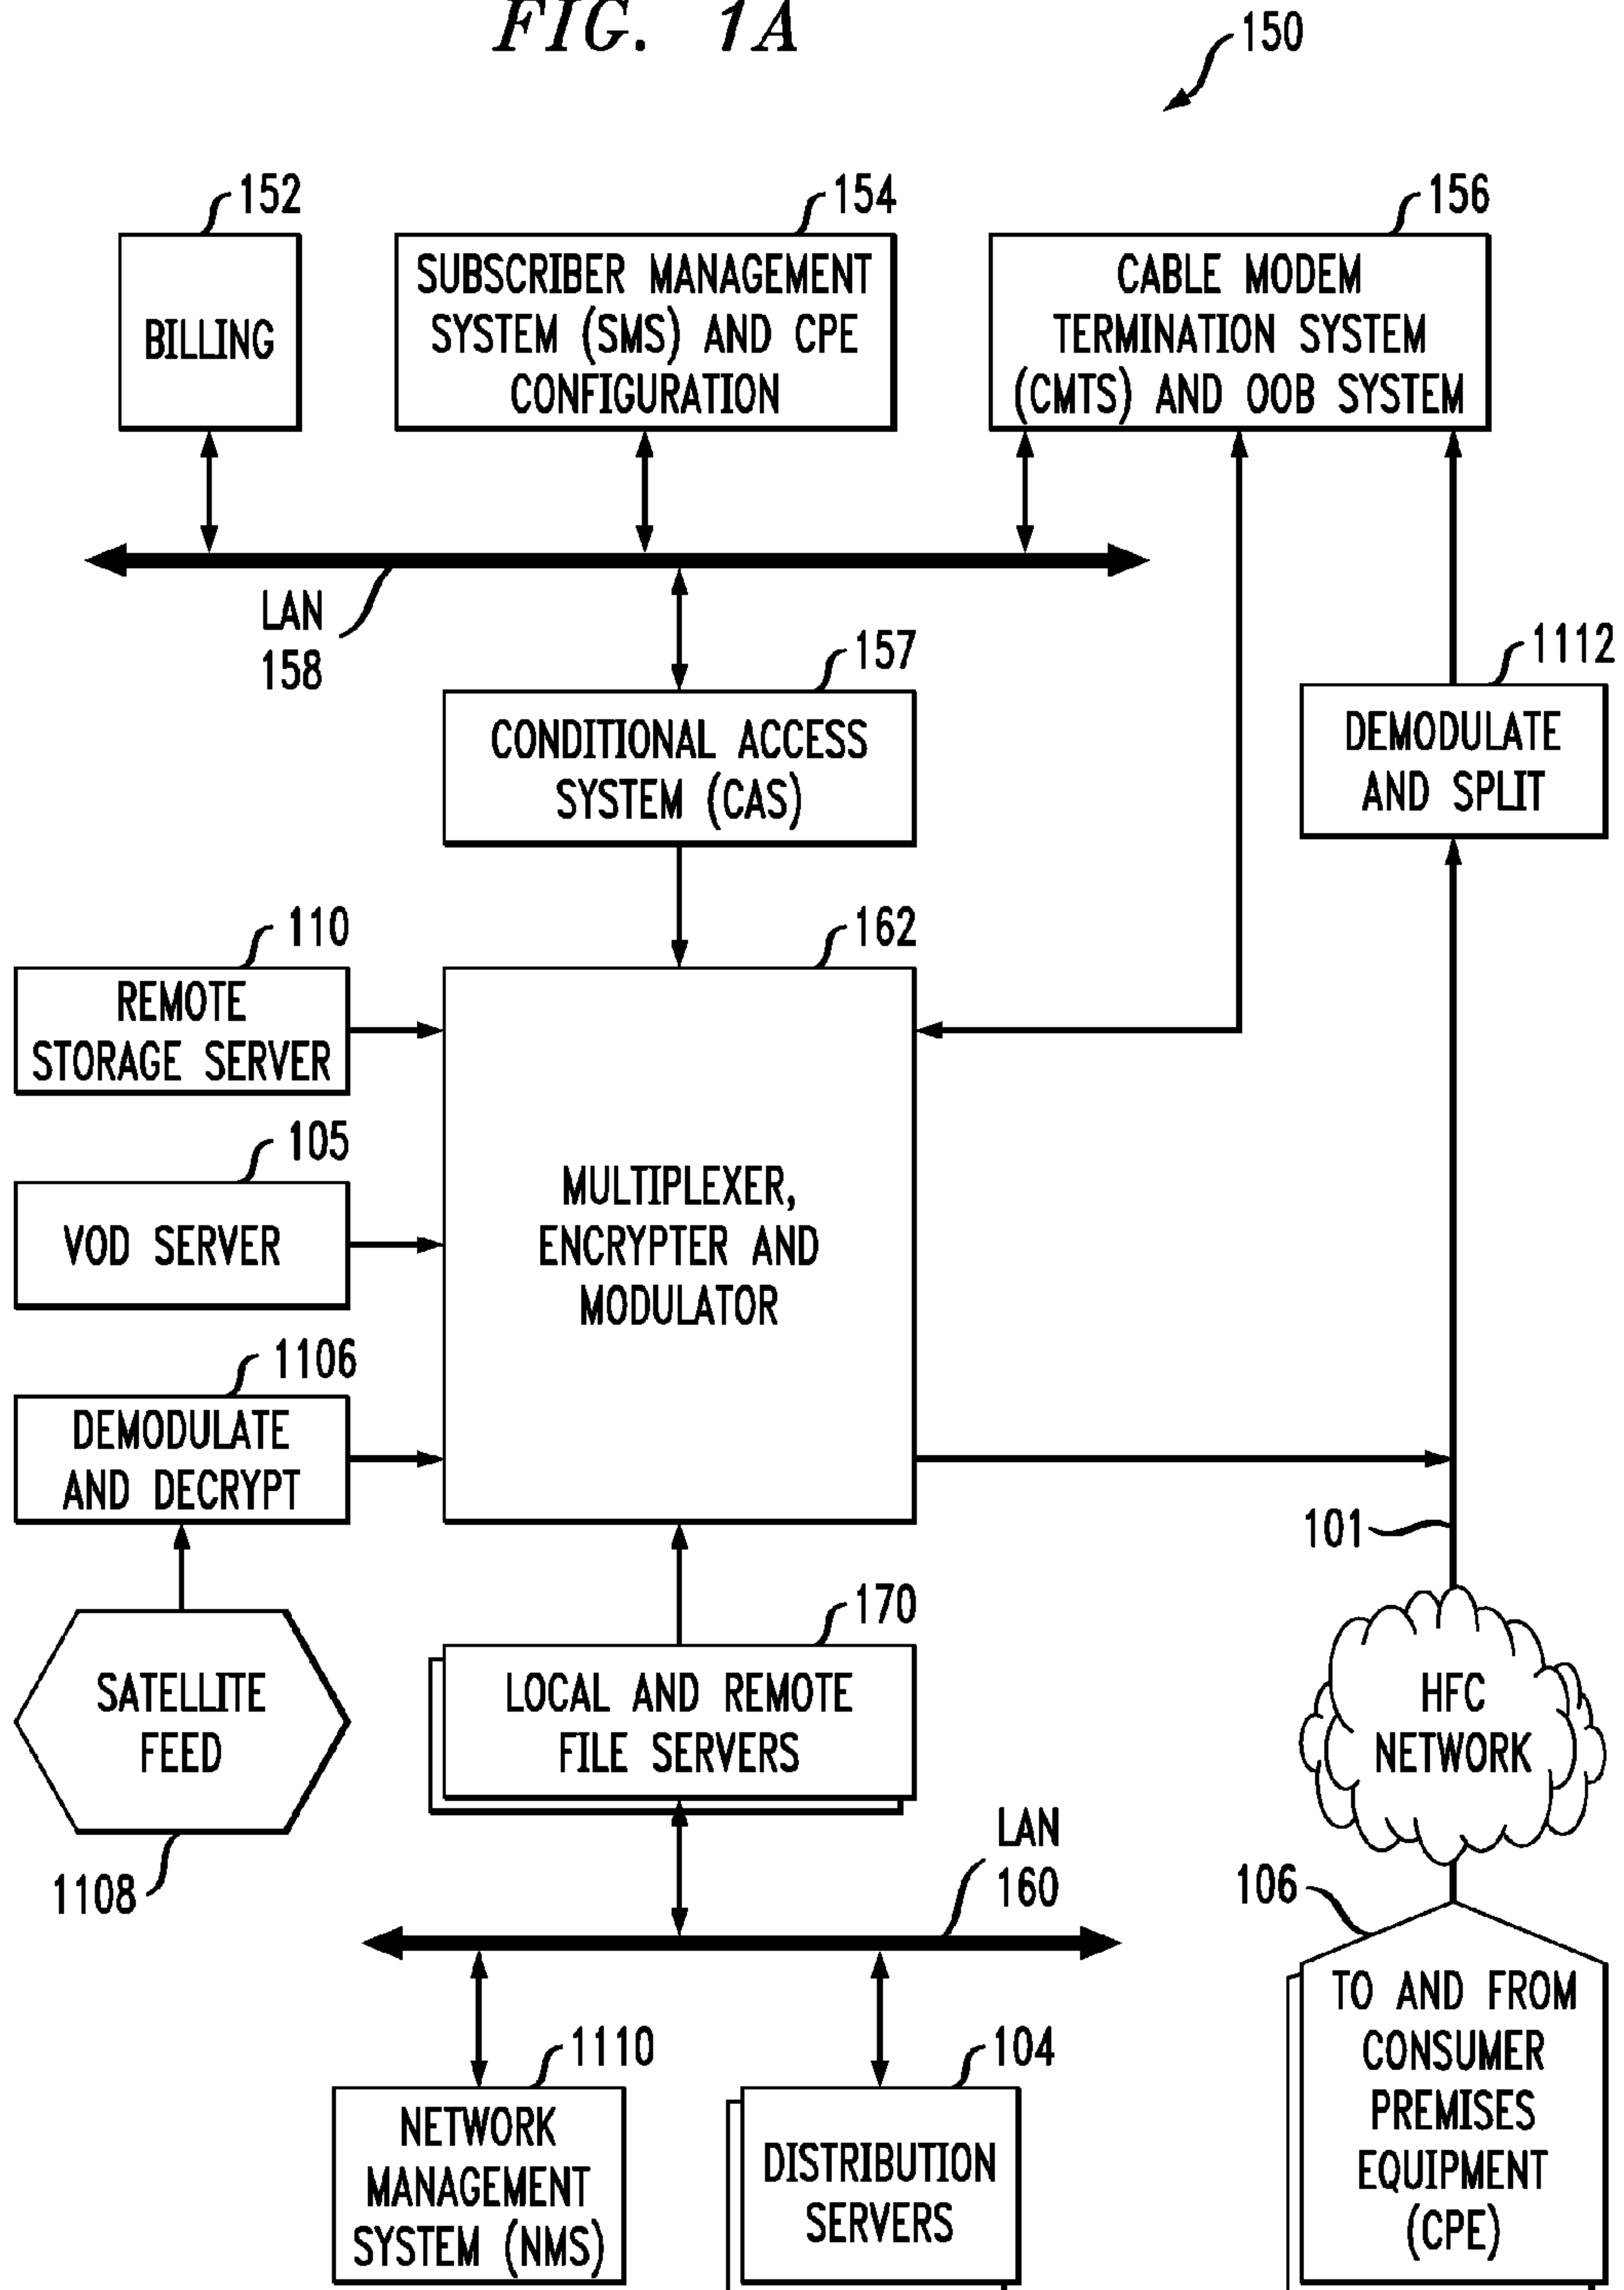 FIG. 1A
150
152
154
156
BILLING
SUBSCRIBER MANAGEMENT
SYSTEM (SMS) AND CPE
CONFIGURATION
CABLE MODEM
TERMINATION SYSTEM
(CMTS) AND OOB SYSTEM
LAN
158
157
1112
CONDITIONAL ACCESS
SYSTEM (CAS)
DEMODULATE
AND SPLIT
110
162
REMOTE
STORAGE SERVER
105
VOD SERVER
MULTIPLEXER,
ENCRYPTER AND
MODULATOR
1106
DEMODULATE
AND DECRYPT
101
170
SATELLITE
FEED
LOCAL AND REMOTE
FILE SERVERS
HFC
NETWORK
1108
LAN
160
106
TO AND FROM
CONSUMER
PREMISES
EQUIPMENT
(CPE)
1110
104
NETWORK
MANAGEMENT
SYSTEM (NMS)
DISTRIBUTION
SERVERS